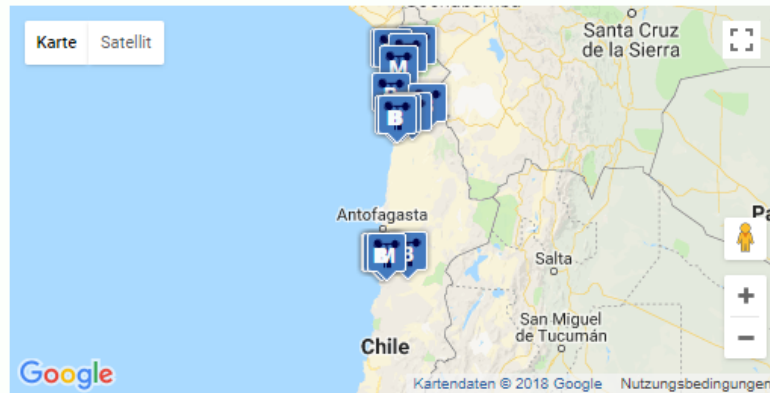 Karte Satellit
Santa Cruz
de la Sierra
M
B
Antofagasta
M
Salta
San Miguel
de Tucumán
Chile
Google
Kartendaten © 2018 Google Nutzungsbedingungen